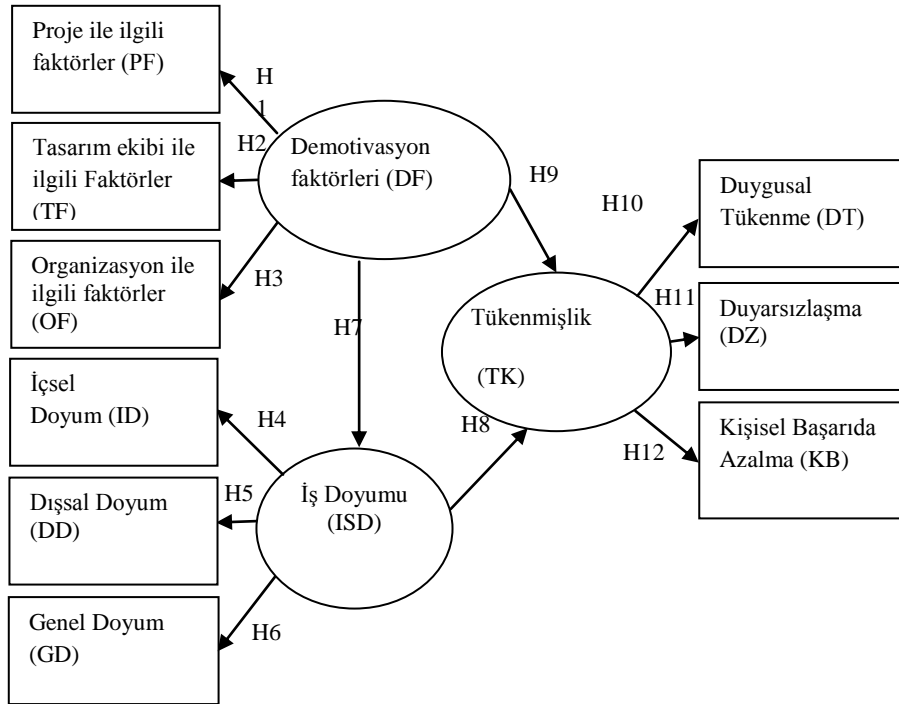 Proje ile ilgili
faktörler (PF)
H
1
Tasarım ekibi ile
ilgili Faktörler
(TF)
H2
Demotivasyon
faktörleri (DF)
H9
H10
Duygusal
Tükenme (DT)
Organizasyon ile
ilgili faktörler
(OF)
H3
H7
Tükenmişlik
(TK)
H11
Duyarsızlaşma
(DZ)
İçsel
Doyum (ID)
H4
H8
H12
Kişisel Başarıda
Azalma (KB)
Dışsal Doyum
(DD)
H5
İş Doyumu
(ISD)
Genel Doyum
(GD)
H6